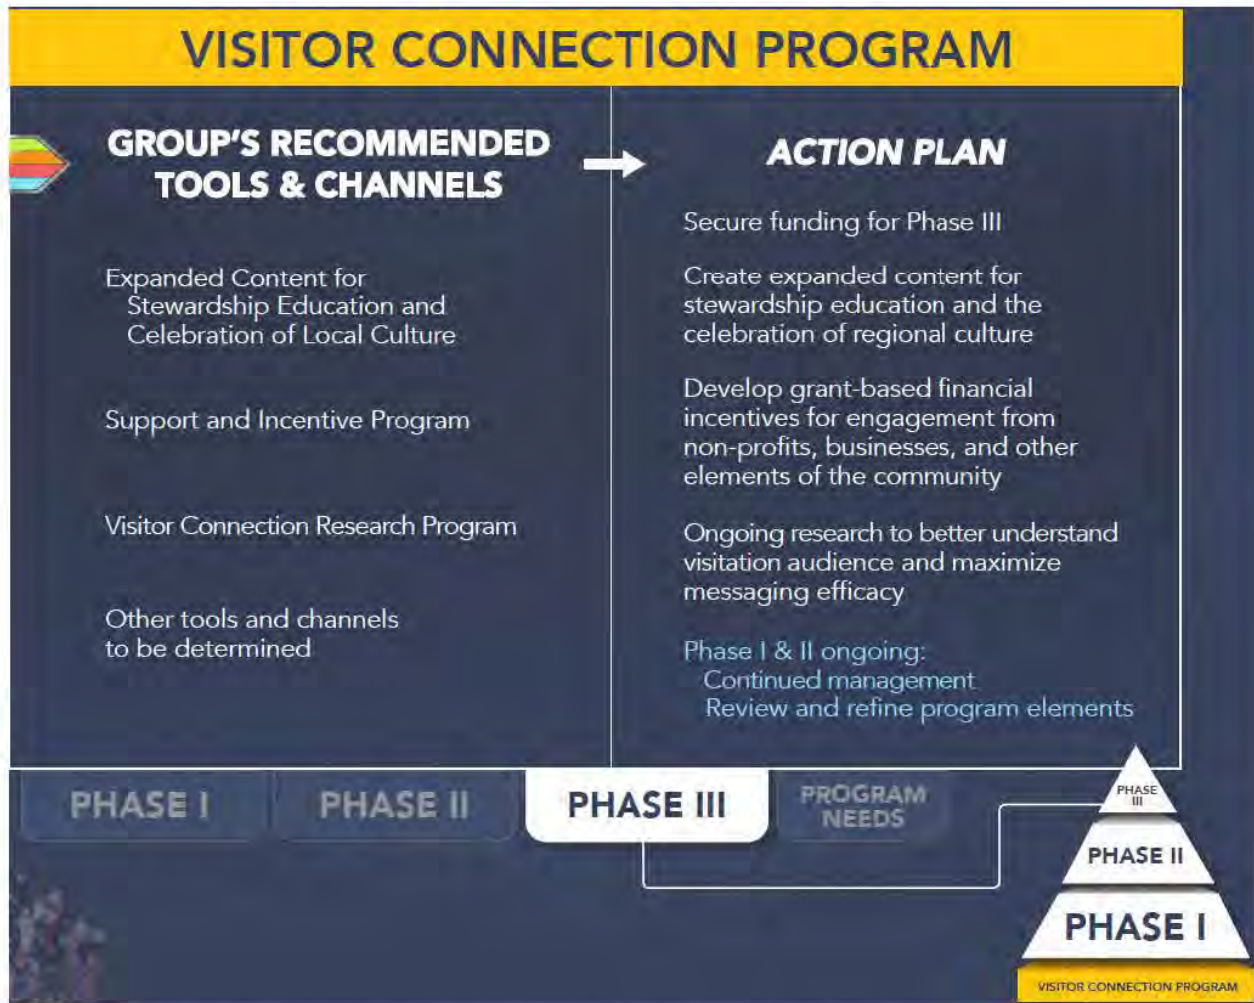 VISITOR CONNECTION PROGRAM
GROUP'S RECOMMENDED
TOOLS & CHANNELS
Expanded Content for
Stewardship Education and
Celebration of Local Culture
Support and Incentive Program
Visitor Connection Research Program
Other tools and channels
to be determined
ACTION PLAN
Secure funding for Phase III
Create expanded content for
stewardship education and the
celebration of regional culture
Develop grant-based financial
incentives for engagement from
non-profits, businesses, and other
elements of the community
Ongoing research to better understand
visitation audience and maximize
messaging efficacy
Phase I & II ongoing:
Continued management
Review and refine program elements
PHASE I
PHASE II
PHASE III
PROGRAM
NEEDS
PHASE
III
PHASE II
PHASE I
VISITOR CONNECTION PROGRAM